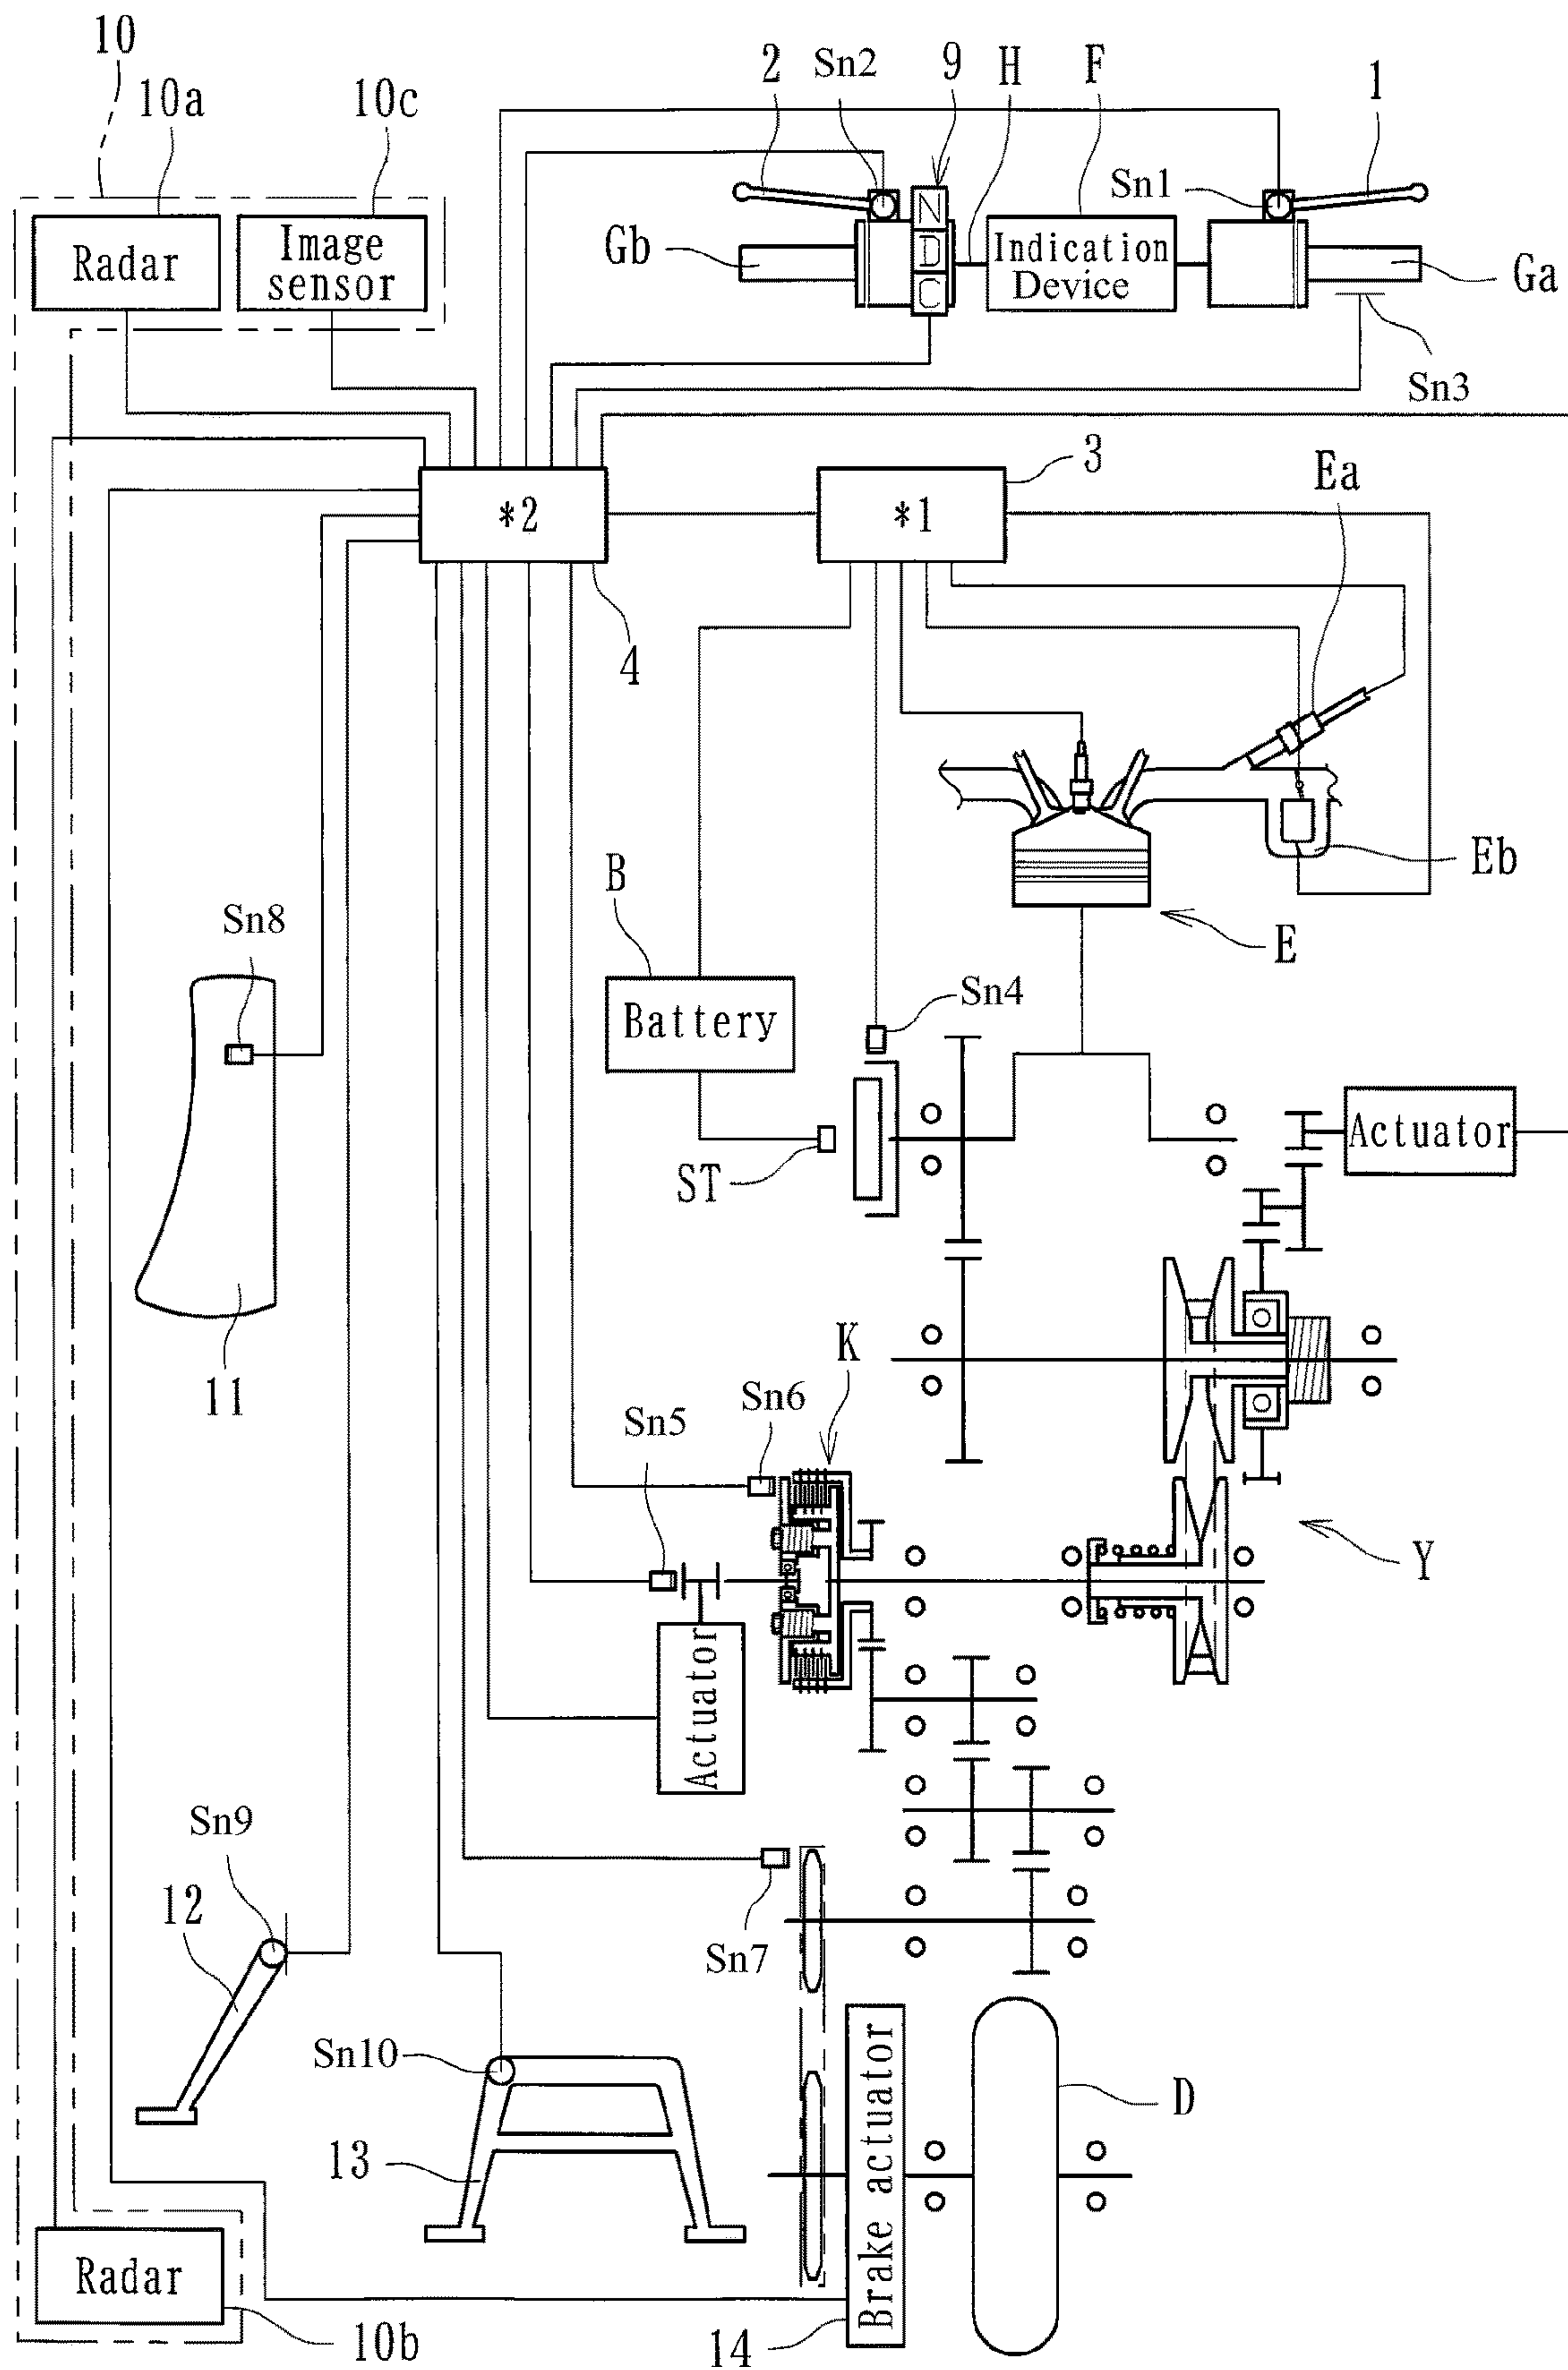 10
10a
10c
2
Sn2
9
H
F
1
Radar
Image
sensor
Gb
N
D
C
Indication
Device
Sn1
Ga
Sn3
*2
*1
3
Ea
4
Eb
E
B
Battery
Sn8
Sn4
ST
Actuator
11
K
Sn6
Sn5
Y
Actuator
Sn9
12
Sn7
Sn10
13
Brake actuator
D
Radar
10b
14